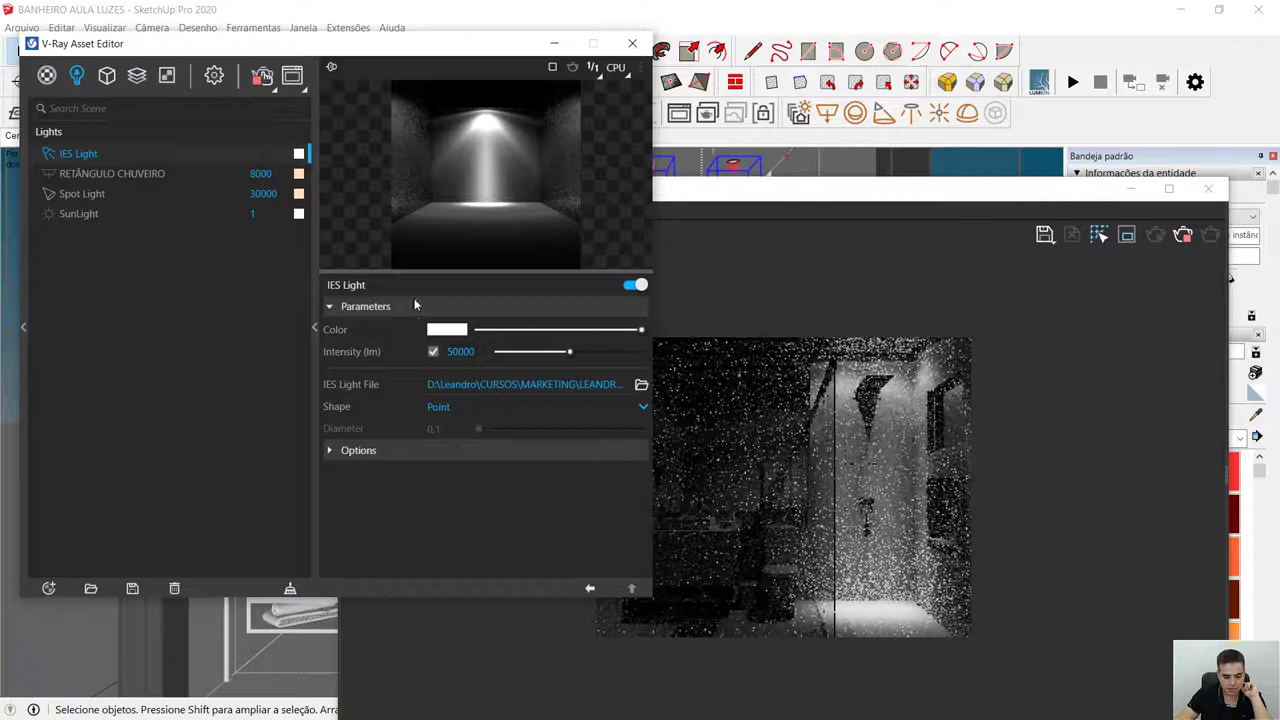 BANHEIRO AULA LUZES) - SketchUp Pro 2020
Arquivo Editar Visualizar Câmera Desenho Ferramentas Janela Extensões Ajuda
V-Ray Asset Editor
1/1 CPU
Search Scene
Lights
IES Light
RETÂNGULO CHUVEIRO 8000
Spot Light 30000
SunLight 1
IES Light
Parameters
Color
Intensity (lm) 50000
IES Light File D:\Leandro\CURSOS\MARKETING\LEANDR...
Shape Point
Diameter 0,1
Options
LUMION
Bandeja padrão
Informações da entidade
Selecione objetos. Pressione Shift para ampliar a seleção. Arra